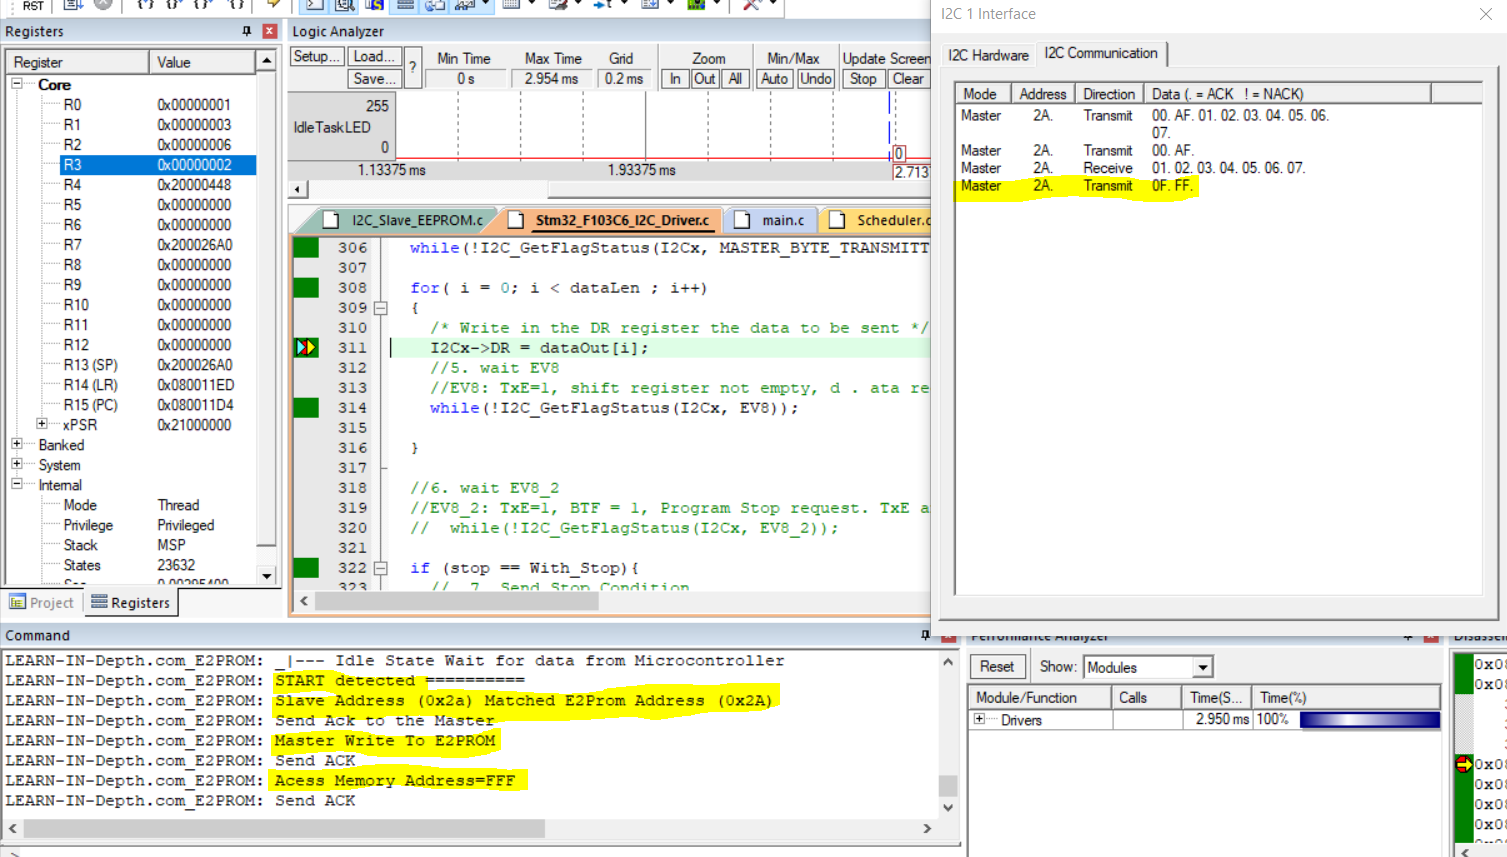 RST
Registers
Register Value
Core
R0 0x00000001
R1 0x00000003
R2 0x00000006
R3 0x00000002
R4 0x20000448
R5 0x00000000
R6 0x00000000
R7 0x200026A0
R8 0x00000000
R9 0x00000000
R10 0x00000000
R11 0x00000000
R12 0x00000000
R13 (SP) 0x200026A0
R14 (LR) 0x080011ED
R15 (PC) 0x080011D4
xPSR 0x21000000
Banked
System
Internal
Mode Thread
Privilege Privileged
Stack MSP
States 23632
Project Registers
Logic Analyzer
Setup... Load... ? Min Time Max Time Grid Zoom Min/Max Update Screen
Save... 0 s 2.954 ms 0.2 ms In Out All Auto Undo Stop Clear
255
IdleTaskLED
0 0
1.13375 ms 1.93375 ms 2.713
I2C_Slave_EEPROM.c Stm32_F103C6_I2C_Driver.c main.c Scheduler.c
306 while(!I2C_GetFlagStatus(I2Cx, MASTER_BYTE_TRANSMITT
307
308 for( i = 0; i < dataLen ; i++)
309 {
310 /* Write in the DR register the data to be sent */
311 I2Cx->DR = dataOut[i];
312 //5. wait EV8
313 //EV8: TxE=1, shift register not empty, d . ata re
314 while(!I2C_GetFlagStatus(I2Cx, EV8));
315
316 }
317
318 //6. wait EV8_2
319 //EV8_2: TxE=1, BTF = 1, Program Stop request. TxE a
320 // while(!I2C_GetFlagStatus(I2Cx, EV8_2));
321
322 if (stop == With_Stop){
323 // 7. Send Stop Condition
I2C 1 Interface
I2C Hardware I2C Communication
Mode Address Direction Data (. = ACK ! = NACK)
Master 2A. Transmit 00. AF. 01. 02. 03. 04. 05. 06.
07.
Master 2A. Transmit 00. AF.
Master 2A. Receive 01. 02. 03. 04. 05. 06. 07.
Master 2A. Transmit 0F. FF.
Command
LEARN-IN-Depth.com_E2PROM: _|--- Idle State Wait for data from Microcontroller
LEARN-IN-Depth.com_E2PROM: START detected ==========
LEARN-IN-Depth.com_E2PROM: Slave Address (0x2a) Matched E2Prom Address (0x2A)
LEARN-IN-Depth.com_E2PROM: Send Ack to the Master
LEARN-IN-Depth.com_E2PROM: Master Write To E2PROM
LEARN-IN-Depth.com_E2PROM: Send ACK
LEARN-IN-Depth.com_E2PROM: Acess Memory Address=FFF
LEARN-IN-Depth.com_E2PROM: Send ACK
Performance Analyzer
Reset Show: Modules
Module/Function Calls Time(S... Time(%)
Drivers 2.950 ms 100%
Disassem
0x08
0x08
0x08
0x08
0x08
0x08